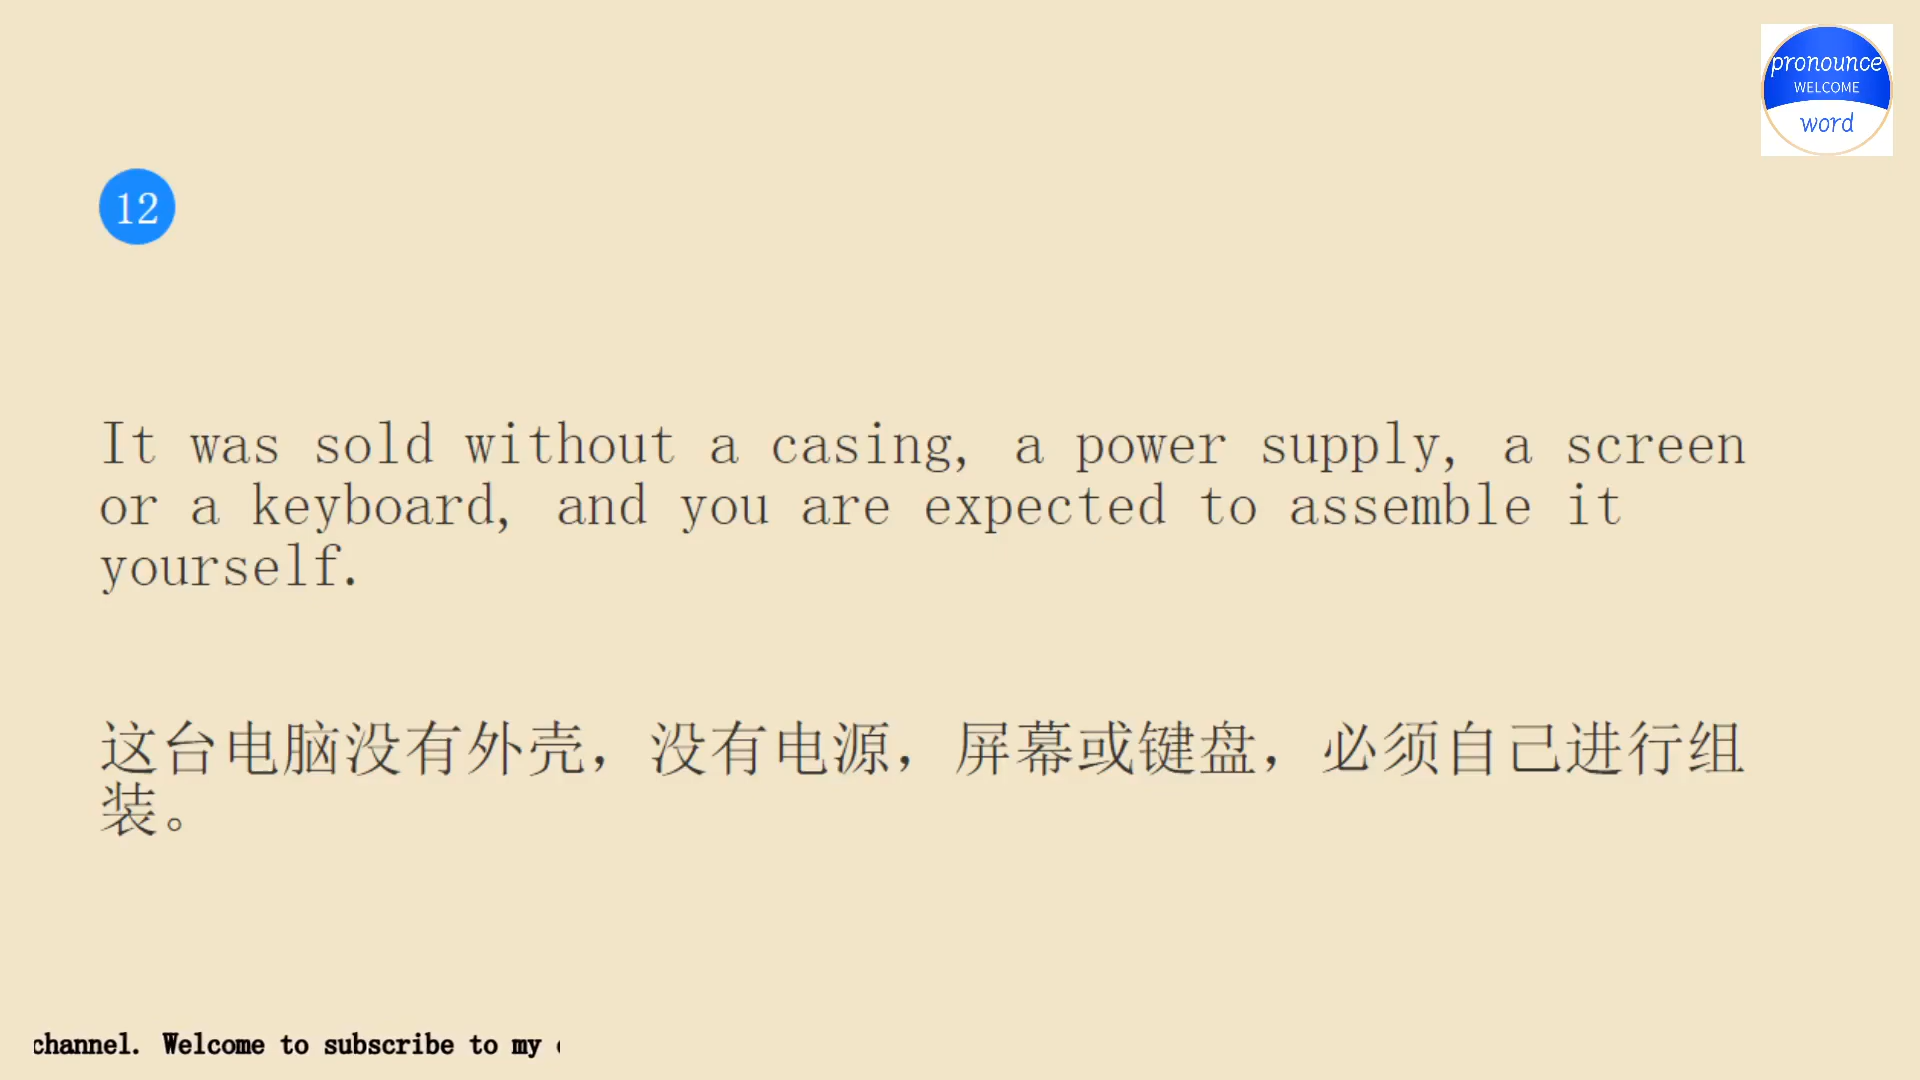 pronounce
WELCOME
word
12
It was sold without a casing, a power supply, a screen
or a keyboard, and you are expected to assemble it
yourself.
这台电脑没有外壳，没有电源，屏幕或键盘，必须自己进行组
装。
channel. Welcome to subscribe to my